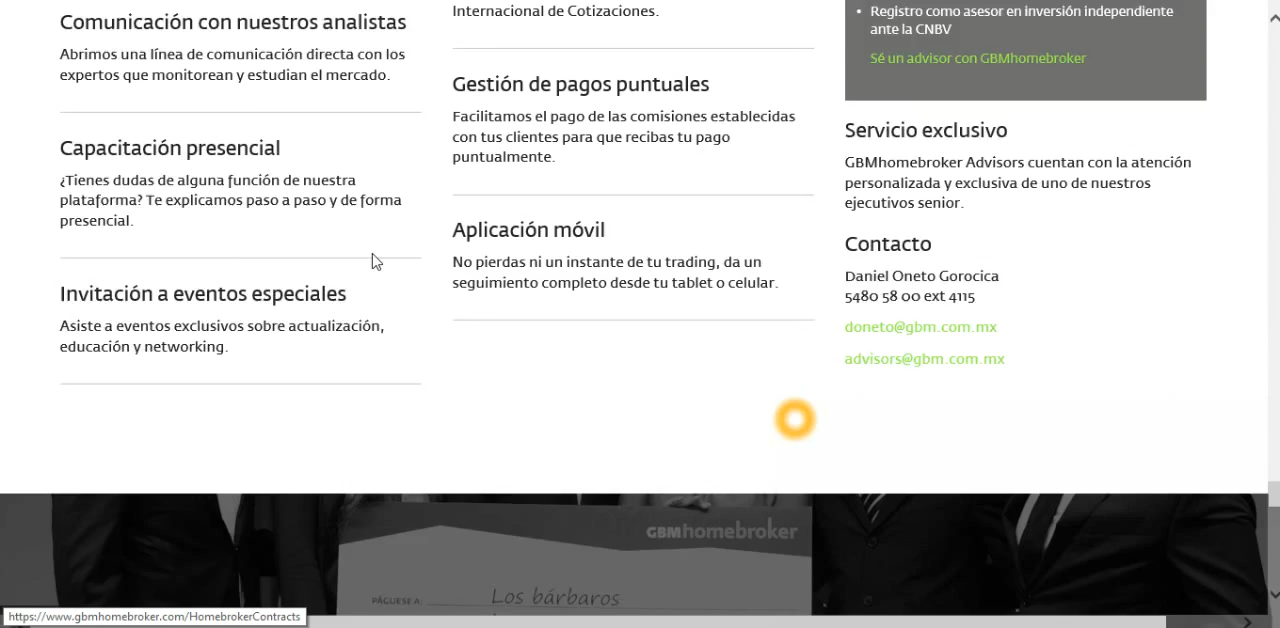 Comunicación con nuestros analistas
Abrimos una línea de comunicación directa con los
expertos que monitorean y estudian el mercado.
Capacitación presencial
¿Tienes dudas de alguna función de nuestra
plataforma? Te explicamos paso a paso y de forma
presencial.
Invitación a eventos especiales
Asiste a eventos exclusivos sobre actualización,
educación y networking.
Internacional de Cotizaciones.
Gestión de pagos puntuales
Facilitamos el pago de las comisiones establecidas
con tus clientes para que recibas tu pago
puntualmente.
Aplicación móvil
No pierdas ni un instante de tu trading, da un
seguimiento completo desde tu tablet o celular.
• Registro como asesor en inversión independiente
ante la CNBV
Sé un advisor con GBMhomebroker
Servicio exclusivo
GBMhomebroker Advisors cuentan con la atención
personalizada y exclusiva de uno de nuestros
ejecutivos senior.
Contacto
Daniel Oneto Gorocica
5480 58 00 ext 4115
doneto@gbm.com.mx
advisors@gbm.com.mx
GBMhomebroker
PÁGUESE A: Los bárbaros
https://www.gbmhomebroker.com/HomebrokerContracts